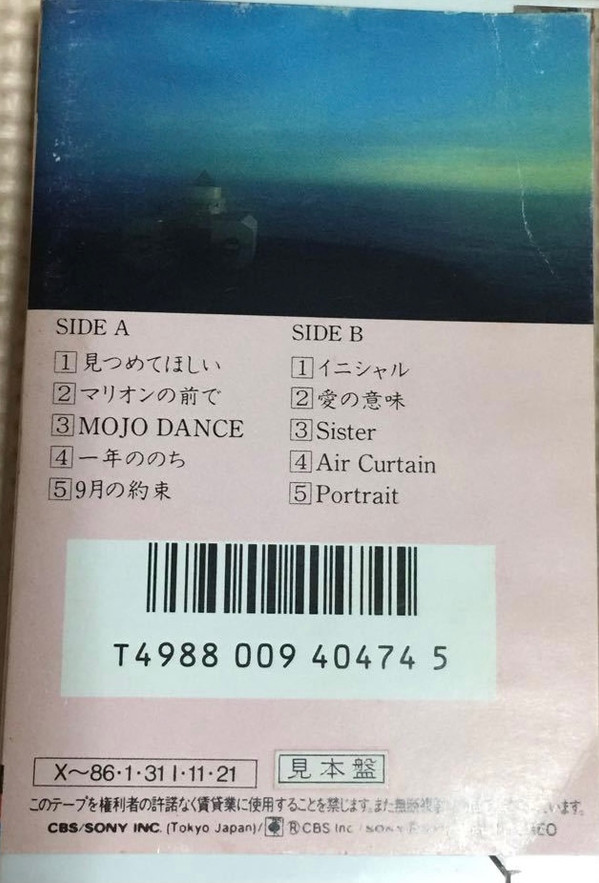 SIDE A
1 見つめてほしい
2 マリオンの前で
3 MOJO DANCE
4 一年ののち
5 9月の約束
SIDE B
1 イニシャル
2 愛の意味
3 Sister
4 Air Curtain
5 Portrait
T4988 009 40474 5
X〜86・1・31 I・11・21
見本盤
このテープを権利者の許諾なく賃貸業に使用することを禁じます。また無断複
ます。
CBS/SONY INC. (Tokyo Japan)/ ⓇCBS Inc